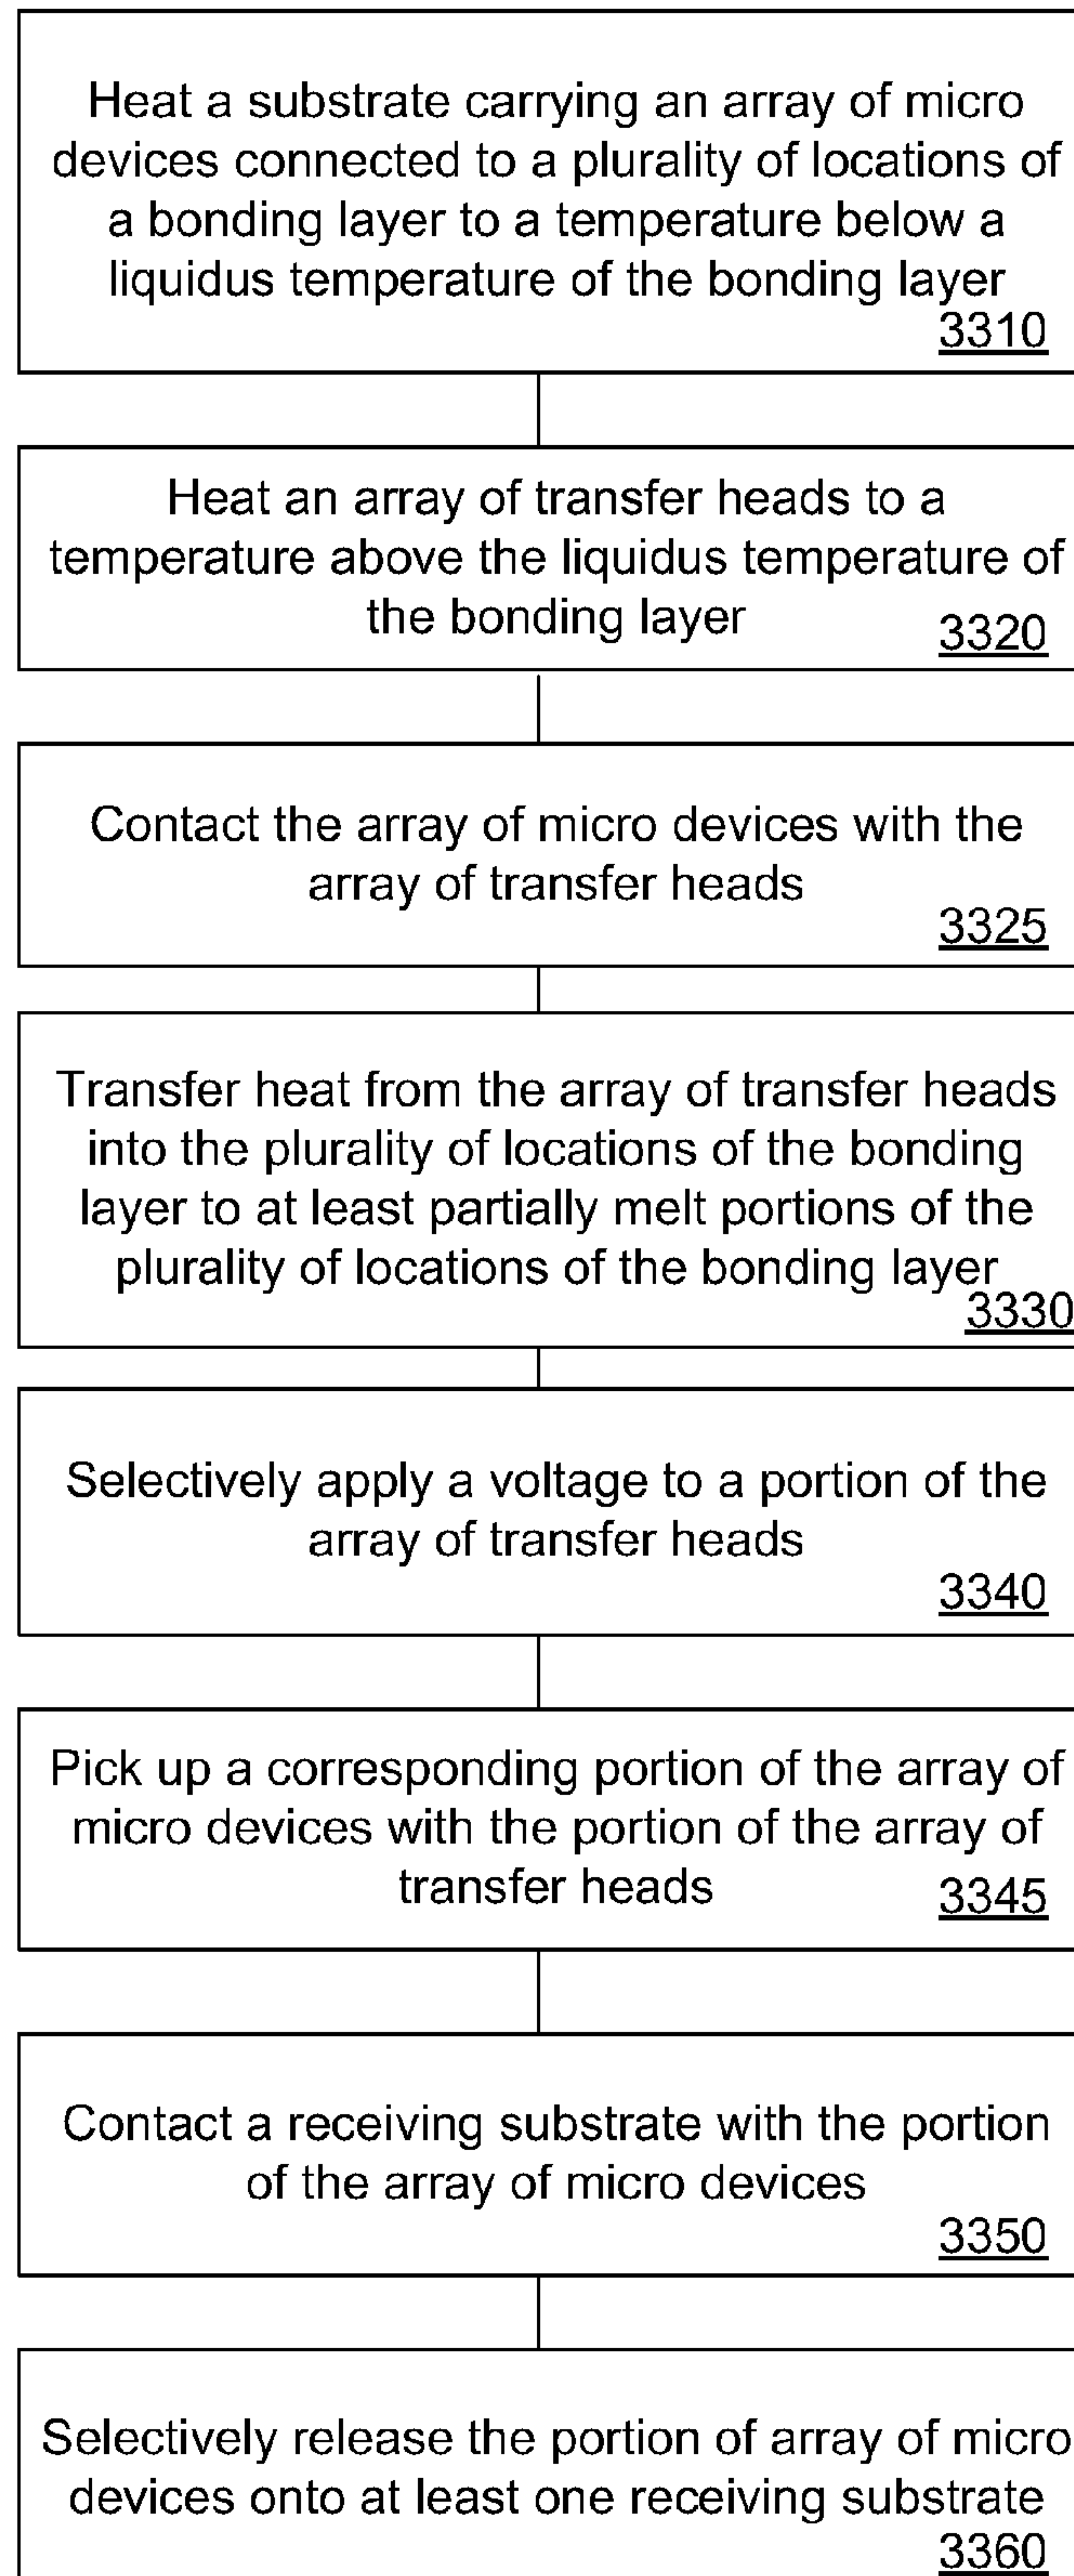 Heat a substrate carrying an array of micro
devices connected to a plurality of locations of
a bonding layer to a temperature below a
liquidus temperature of the bonding layer
3310
Heat an array of transfer heads to a
temperature above the liquidus temperature of
the bonding layer
3320
Contact the array of micro devices with the
array of transfer heads
3325
Transfer heat from the array of transfer heads
into the plurality of locations of the bonding
layer to at least partially melt portions of the
plurality of locations of the bonding layer
3330
Selectively apply a voltage to a portion of the
array of transfer heads
3340
Pick up a corresponding portion of the array of
micro devices with the portion of the array of
transfer heads
3345
Contact a receiving substrate with the portion
of the array of micro devices
3350
Selectively release the portion of array of micro
devices onto at least one receiving substrate
3360